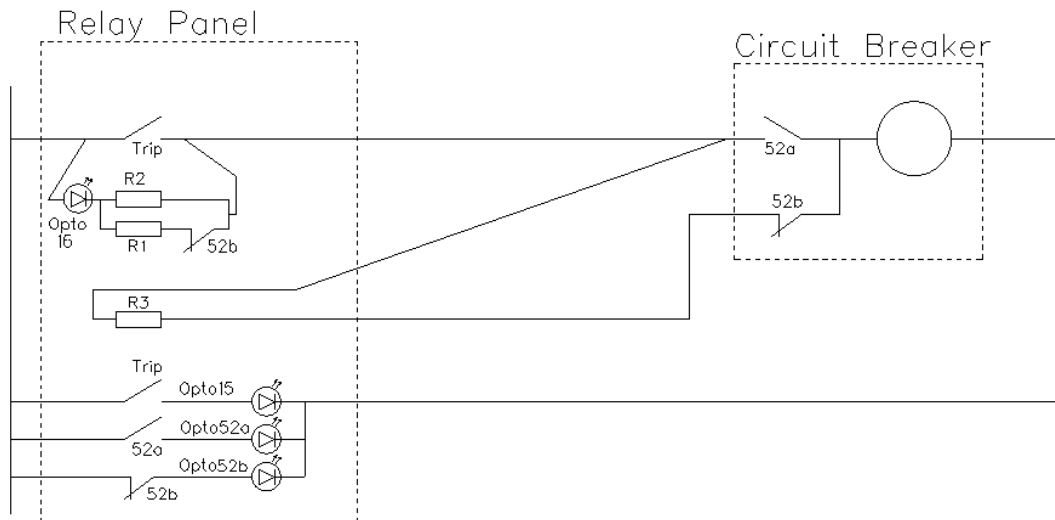 Relay Panel
Circuit Breaker
Trip
52a
R2
Opto
16
R1
52b
52b
R3
Trip
Opto15
Opto52a
52a
Opto52b
52b